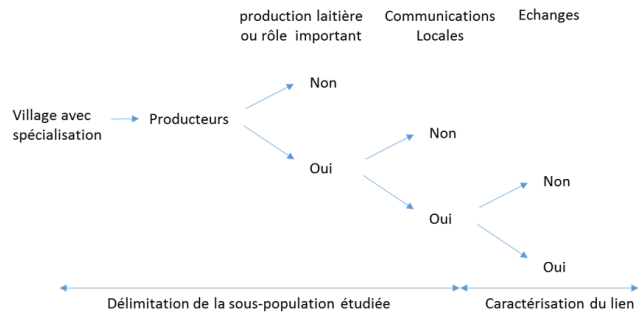 production laitière
ou rôle important
Communications
Locales
Echanges
Non
Village avec
spécialisation
Producteurs
Non
Oui
Non
Oui
Oui
Délimitation de la sous-population étudiée
Caractérisation du lien